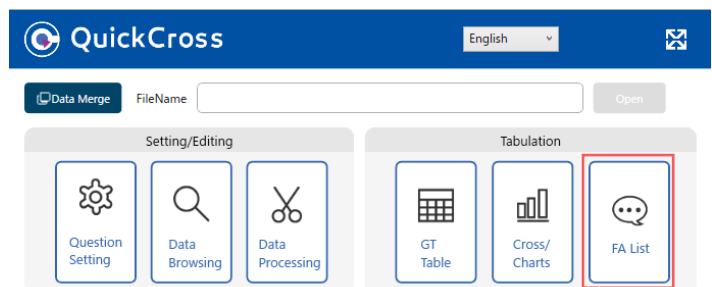 QuickCross
English
Data Merge
FileName
Open
Setting/Editing
Tabulation
Question
Setting
Data
Browsing
Data
Processing
GT
Table
Cross/
Charts
FA List